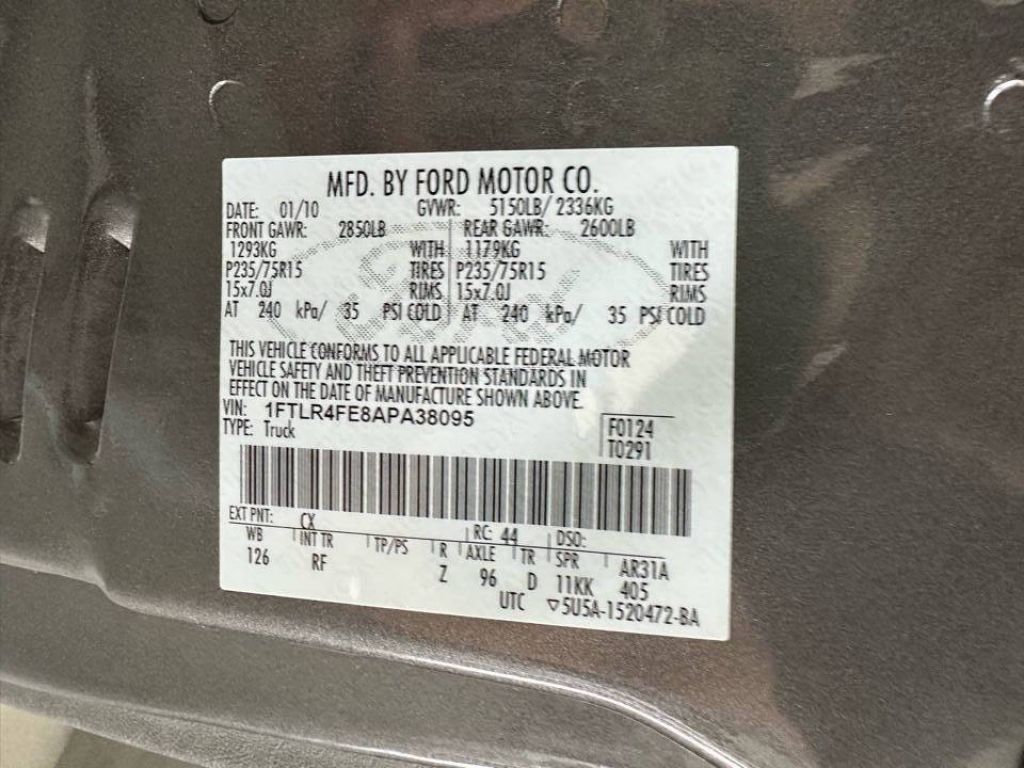 MFD. BY FORD MOTOR CO.
DATE: 01/10 GVWR: 5150LB/ 2336KG
FRONT GAWR: 2850LB REAR GAWR: 2600LB
1293KG WITH 1179KG WITH
P235/75R15 TIRES P235/75R15 TIRES
15x7.0J RIMS 15x7.0J RIMS
AT 240 kPa/ 35 PSI COLD AT 240 kPa/ 35 PSI COLD
THIS VEHICLE CONFORMS TO ALL APPLICABLE FEDERAL MOTOR
VEHICLE SAFETY AND THEFT PREVENTION STANDARDS IN
EFFECT ON THE DATE OF MANUFACTURE SHOWN ABOVE.
VIN: 1FTLR4FE8APA38095
TYPE: Truck
F0124
T0291
EXT PNT: CX RC: 44 DSO:
WB INT TR TP/PS R AXLE TR SPR AR31A
126 RF Z 96 D 11KK 405
UTC ▽5U5A-1520472-BA